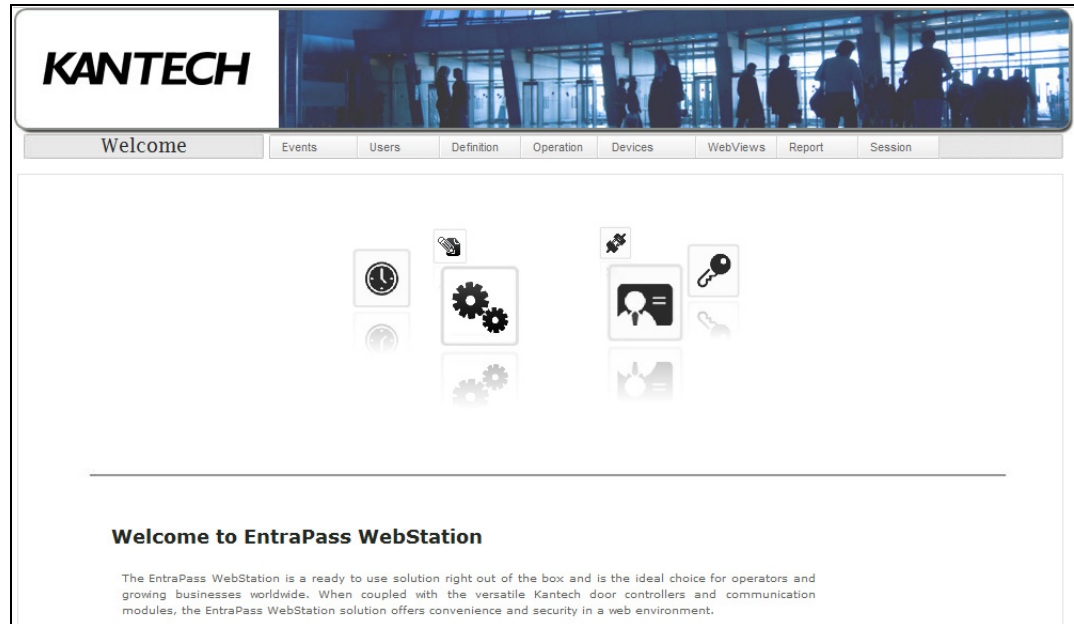 KANTECH
Welcome
Events Users Definition Operation Devices WebViews Report Session
Welcome to EntraPass WebStation
The EntraPass WebStation is a ready to use solution right out of the box and is the ideal choice for operators and
growing businesses worldwide. When coupled with the versatile Kantech door controllers and communication
modules, the EntraPass WebStation solution offers convenience and security in a web environment.